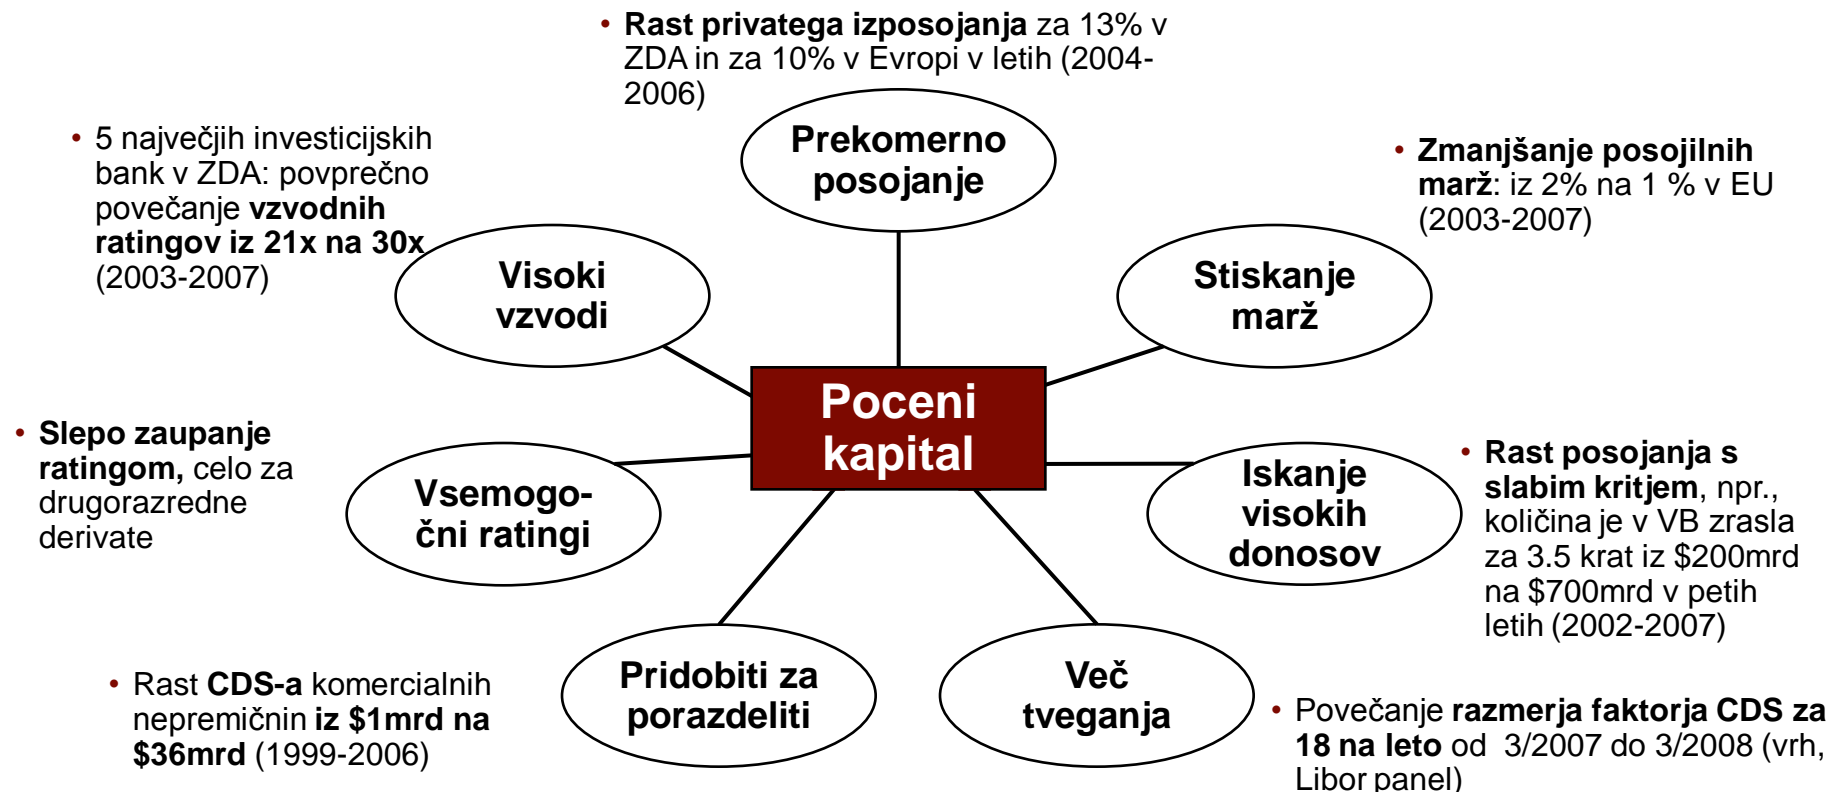 • Rast privatega izposojanja za 13% v
ZDA in za 10% v Evropi v letih (2004-
2006)
Prekomerno
posojanje
• 5 največjih investicijskih
bank v ZDA: povprečno
povečanje vzvodnih
ratingov iz 21x na 30x
(2003-2007)
Visoki
vzvodi
• Zmanjšanje posojilnih
marž: iz 2% na 1 % v EU
(2003-2007)
Stiskanje
marž
Poceni
kapital
• Slepo zaupanje
ratingom, celo za
drugorazredne
derivate
Vsemogo-
čni ratingi
Iskanje
visokih
donosov
• Rast posojanja s
slabim kritjem, npr.,
količina je v VB zrasla
za 3.5 krat iz $200mrd
na $700mrd v petih
letih (2002-2007)
• Rast CDS-a komercialnih
nepremičnin iz $1mrd na
$36mrd (1999-2006)
Pridobiti za
porazdeliti
Več
tveganja
• Povečanje razmerja faktorja CDS za
18 na leto od 3/2007 do 3/2008 (vrh,
Libor panel)